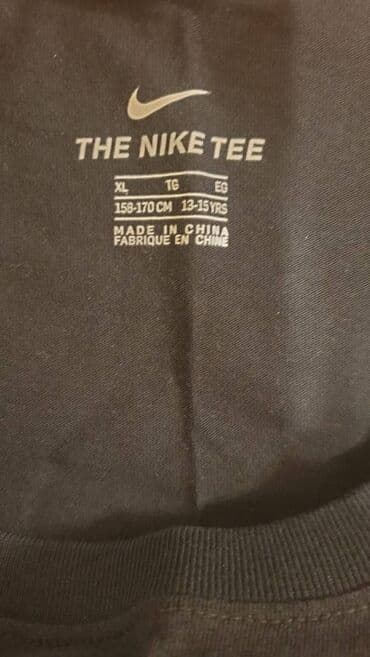 THE NIKE TEE
XL TG EG
158-170 CM 13-15 YRS
MADE IN CHINA
FABRIQUE EN CHINE